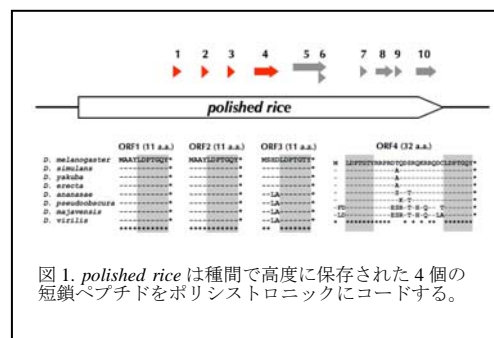 1 2 3 4 5 6 7 8 9 10
polished rice
ORF1 (11 a.a.) ORF2 (11 a.a.) ORF3 (11 a.a.) ORF4 (32 a.a.)
D. melanogaster MAAYLDPTGQY* MAAYLDPTGQY*
D. simulans
D. yakuba
D. erecta
D. ananassae
D. pseudoobscura
D. majavensis
D. virilis
図 1. polished rice は種間で高度に保存された 4 個の
短鎖ペプチドをポリシストロニックにコードする。